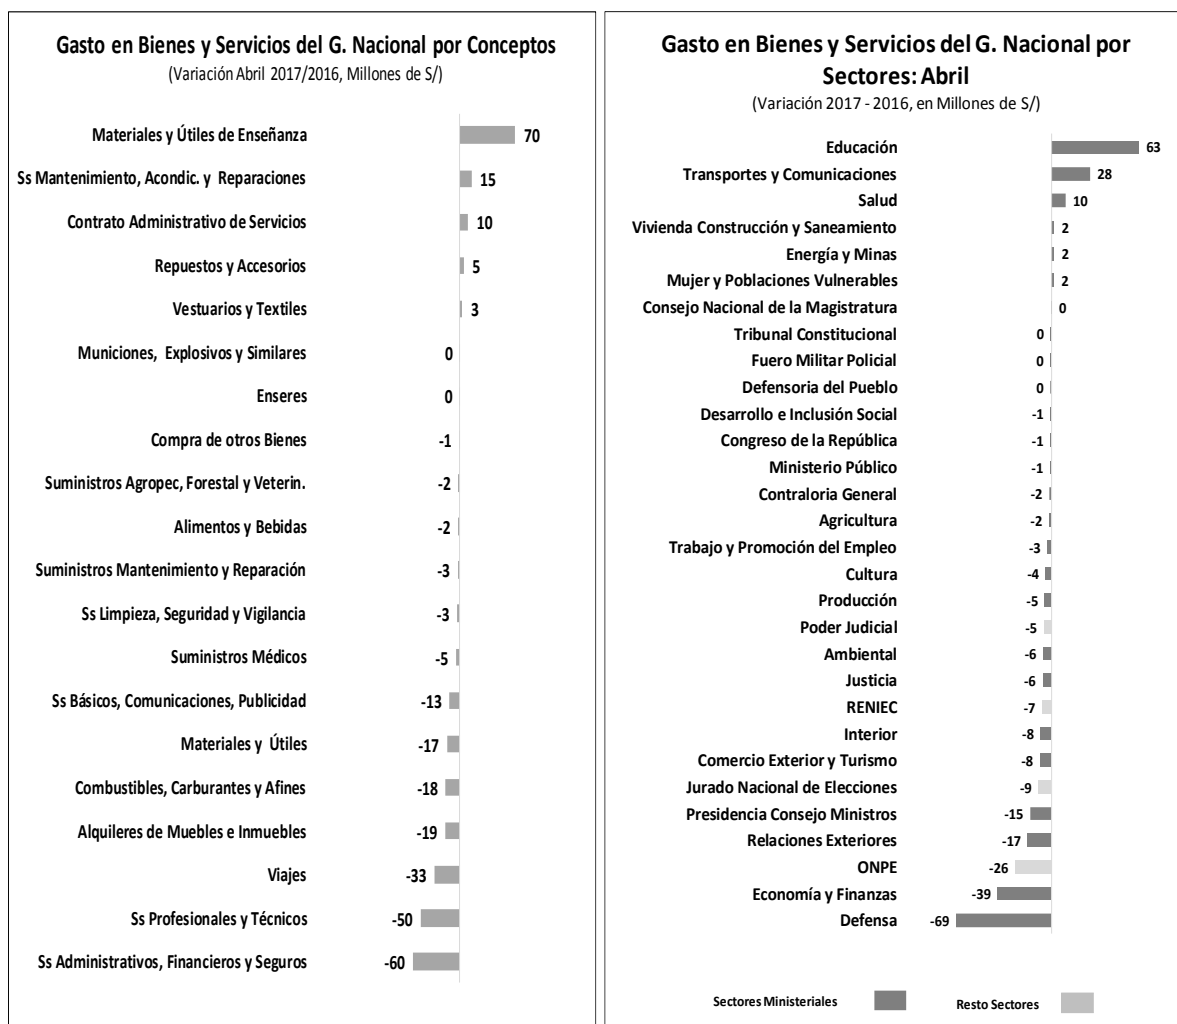 Gasto en Bienes y Servicios del G. Nacional por Conceptos
(Variación Abril 2017/2016, Millones de S/)
Materiales y Útiles de Enseñanza 70
Ss Mantenimiento, Acondic. y Reparaciones 15
Contrato Administrativo de Servicios 10
Repuestos y Accesorios 5
Vestuarios y Textiles 3
Municiones, Explosivos y Similares 0
Enseres 0
Compra de otros Bienes -1
Suministros Agropec, Forestal y Veterin. -2
Alimentos y Bebidas -2
Suministros Mantenimiento y Reparación -3
Ss Limpieza, Seguridad y Vigilancia -3
Suministros Médicos -5
Ss Básicos, Comunicaciones, Publicidad -13
Materiales y Útiles -17
Combustibles, Carburantes y Afines -18
Alquileres de Muebles e Inmuebles -19
Viajes -33
Ss Profesionales y Técnicos -50
Ss Administrativos, Financieros y Seguros -60
Gasto en Bienes y Servicios del G. Nacional por
Sectores: Abril
(Variación 2017 - 2016, en Millones de S/)
Educación 63
Transportes y Comunicaciones 28
Salud 10
Vivienda Construcción y Saneamiento 2
Energía y Minas 2
Mujer y Poblaciones Vulnerables 2
Consejo Nacional de la Magistratura 0
Tribunal Constitucional 0
Fuero Militar Policial 0
Defensoria del Pueblo 0
Desarrollo e Inclusión Social -1
Congreso de la República -1
Ministerio Público -1
Contraloria General -2
Agricultura -2
Trabajo y Promoción del Empleo -3
Cultura -4
Producción -5
Poder Judicial -5
Ambiental -6
Justicia -6
RENIEC -7
Interior -8
Comercio Exterior y Turismo -8
Jurado Nacional de Elecciones -9
Presidencia Consejo Ministros -15
Relaciones Exteriores -17
ONPE -26
Economía y Finanzas -39
Defensa -69
Sectores Ministeriales
Resto Sectores